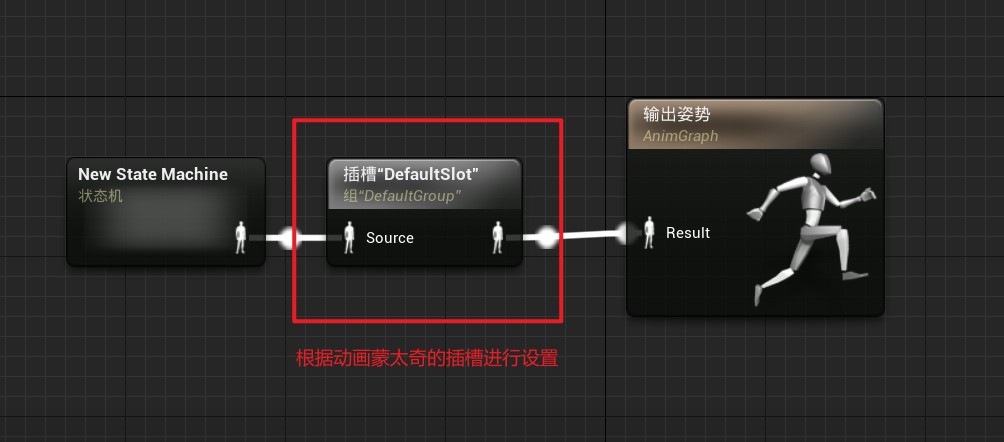 New State Machine
状态机
插槽“DefaultSlot”
组“DefaultGroup”
Source
输出姿势
AnimGraph
Result
根据动画蒙太奇的插槽进行设置